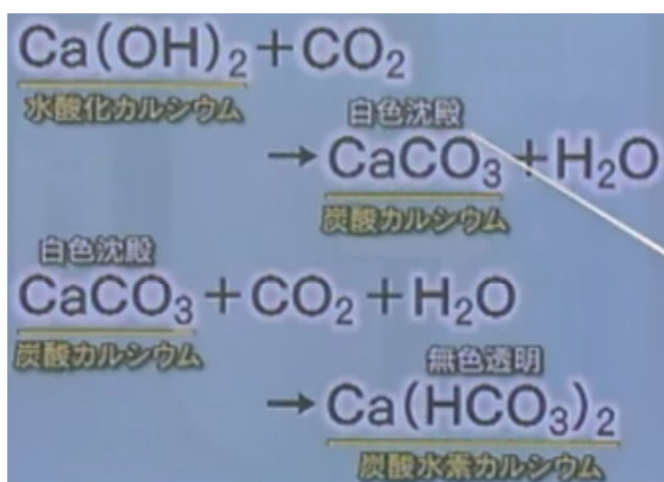 Ca(OH)₂+CO₂
水酸化カルシウム
白色沈殿
→CaCO₃+H₂O
炭酸カルシウム
白色沈殿
CaCO₃+CO₂+H₂O
炭酸カルシウム
無色透明
→Ca(HCO₃)₂
炭酸水素カルシウム